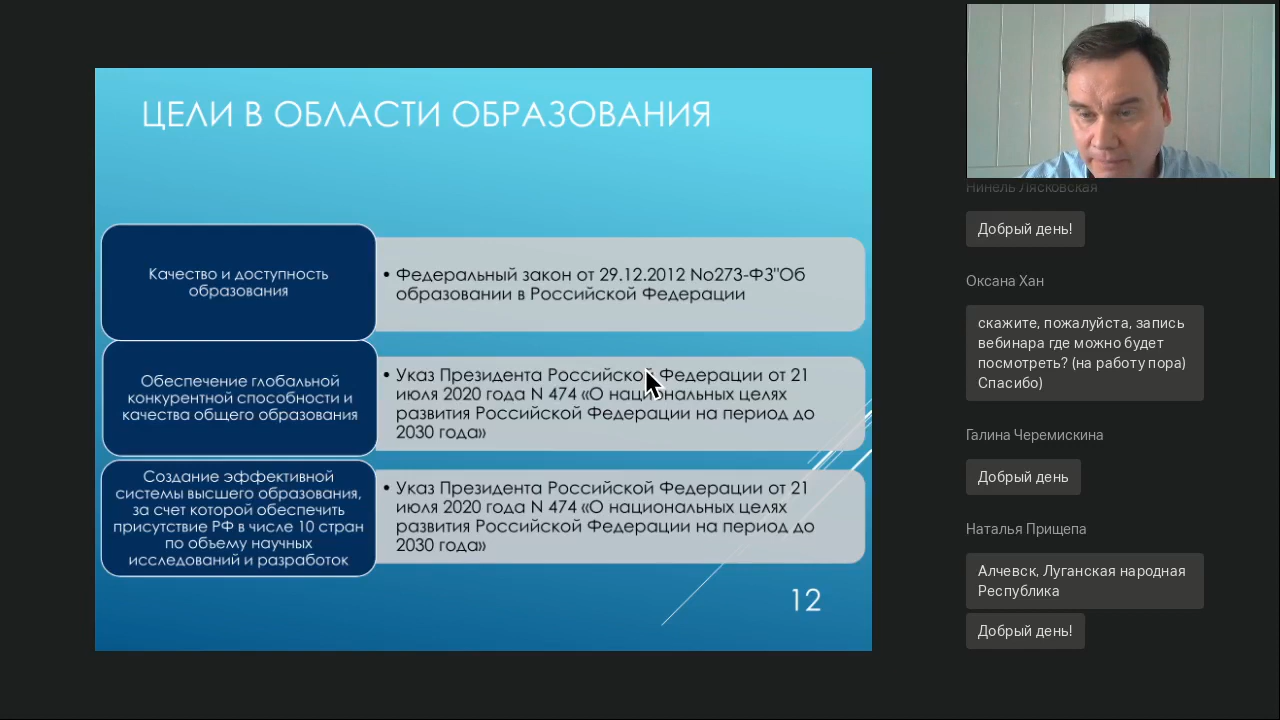 ЦЕЛИ В ОБЛАСТИ ОБРАЗОВАНИЯ
Качество и доступность
образования
• Федеральный закон от 29.12.2012 No273-ФЗ"Об
образовании в Российской Федерации
Обеспечение глобальной
конкурентной способности и
качества общего образования
• Указ Президента Российской Федерации от 21
июля 2020 года N 474 «О национальных целях
развития Российской Федерации на период до
2030 года»
Создание эффективной
системы высшего образования,
за счет которой обеспечить
присутствие РФ в числе 10 стран
по объему научных
исследований и разработок
• Указ Президента Российской Федерации от 21
июля 2020 года N 474 «О национальных целях
развития Российской Федерации на период до
2030 года»
12
Нинель Лясковская
Добрый день!
Оксана Хан
скажите, пожалуйста, запись
вебинара где можно будет
посмотреть? (на работу пора)
Спасибо)
Галина Черемискина
Добрый день
Наталья Прищепа
Алчевск, Луганская народная
Республика
Добрый день!